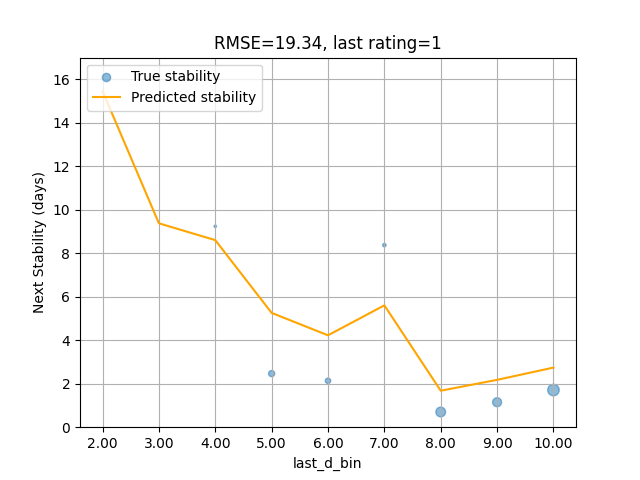 RMSE=19.34, last rating=1
True stability
Predicted stability
Next Stability (days)
16
14
12
10
8
6
4
2
0
2.00 3.00 4.00 5.00 6.00 7.00 8.00 9.00 10.00
last_d_bin